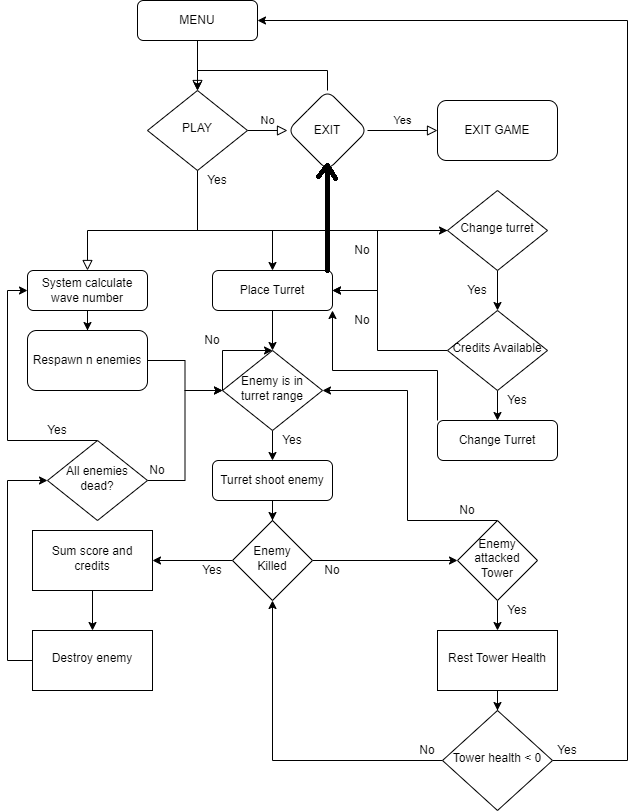 MENU
PLAY
No
EXIT
Yes
EXIT GAME
Yes
Change turret
No
System calculate
wave number
Place Turret
Yes
No
No
Respawn n enemies
Credits Available
Enemy is in
turret range
Yes
Yes
Yes
Change Turret
All enemies
dead?
No
Turret shoot enemy
No
Sum score and
credits
Enemy
Killed
Enemy
attacked
Tower
Yes
No
Yes
Destroy enemy
Rest Tower Health
No
Tower health < 0
Yes